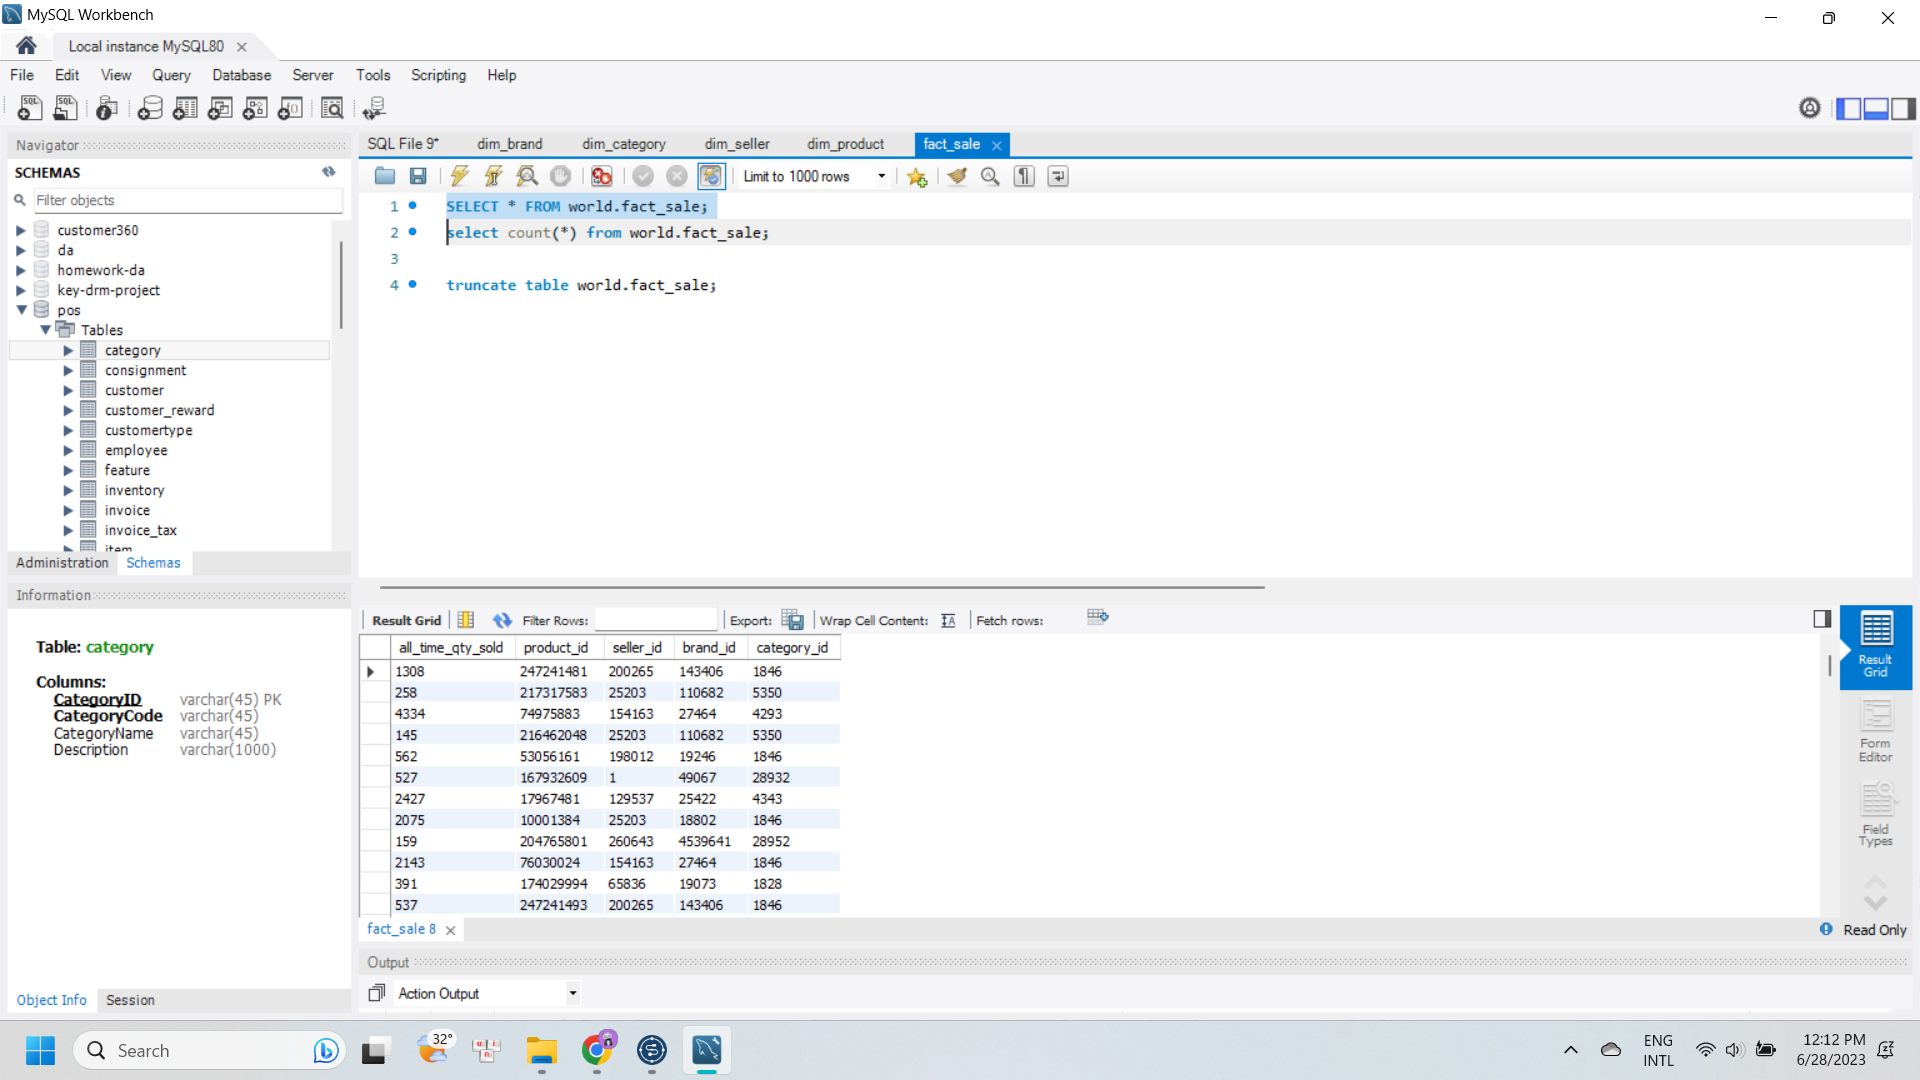 MySQL Workbench
Local instance MySQL80
File Edit View Query Database Server Tools Scripting Help
Navigator
SCHEMAS
Filter objects
customer360
da
homework-da
key-drm-project
pos
Tables
category
consignment
customer
customer_reward
customertype
employee
feature
inventory
invoice
invoice_tax
item
Administration Schemas
Information
Table: category
Columns:
CategoryID varchar(45) PK
CategoryCode varchar(45)
CategoryName varchar(45)
Description varchar(1000)
Object Info Session
SQL File 9* dim_brand dim_category dim_seller dim_product fact_sale
Limit to 1000 rows
1 SELECT * FROM world.fact_sale;
2 select count(*) from world.fact_sale;
3
4 truncate table world.fact_sale;
Result Grid Filter Rows: Export: Wrap Cell Content: Fetch rows:
all_time_qty_sold product_id seller_id brand_id category_id
1308 247241481 200265 143406 1846
258 217317583 25203 110682 5350
4334 74975883 154163 27464 4293
145 216462048 25203 110682 5350
562 53056161 198012 19246 1846
527 167932609 1 49067 28932
2427 17967481 129537 25422 4343
2075 10001384 25203 18802 1846
159 204765801 260643 4539641 28952
2143 76030024 154163 27464 1846
391 174029994 65836 19073 1828
537 247241493 200265 143406 1846
Result
Grid
Form
Editor
Field
Types
fact_sale 8
Read Only
Output
Action Output
Search
32°
ENG
INTL
12:12 PM
6/28/2023